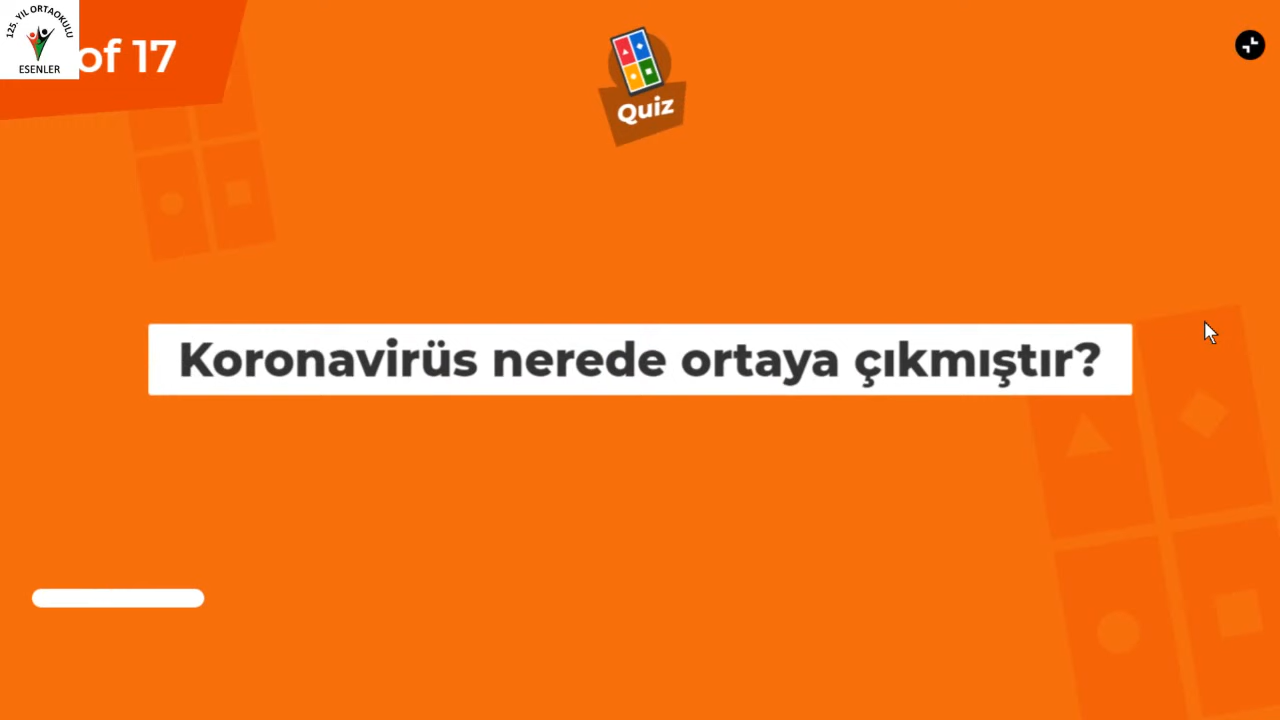 125. YIL ORTAOKULU
ESENLER
of 17
Quiz
Koronavirüs nerede ortaya çıkmıştır?